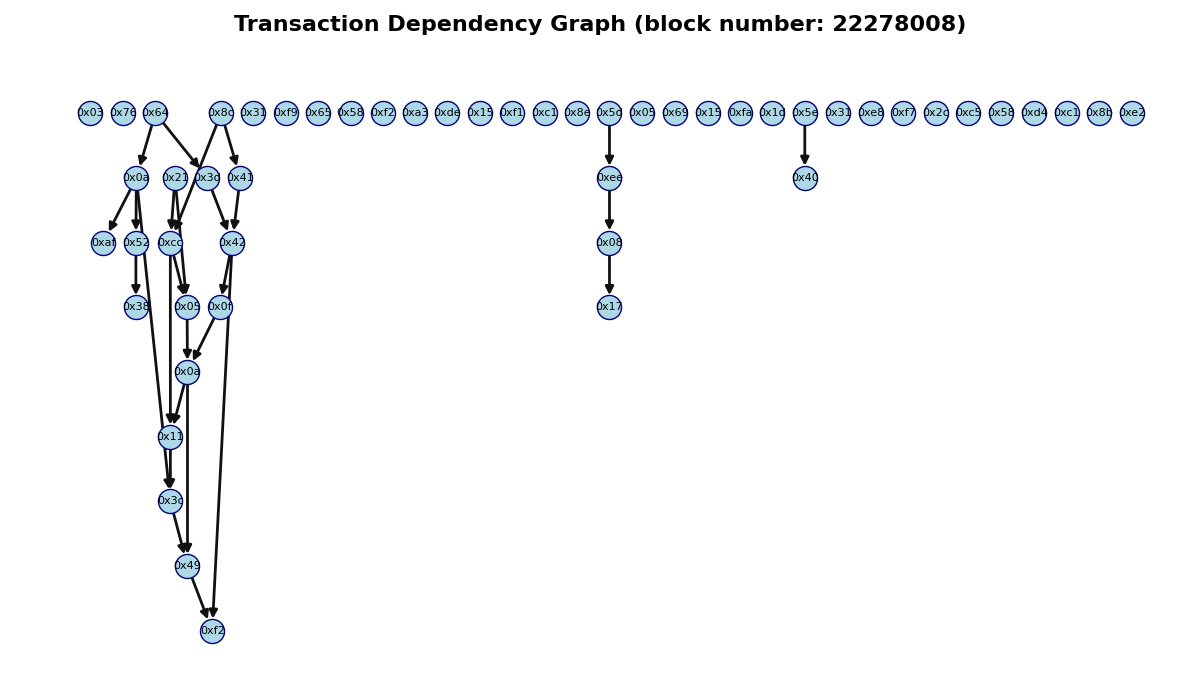 Transaction Dependency Graph (block number: 22278008)
0x03 0x76 0x64 0x8c 0x31 0xf9 0x65 0x58 0xf2 0xa3 0xde 0x15 0xf1 0xc1 0x8e 0x5d 0x05 0x69 0x15 0xfa 0x1d 0x5e 0x31 0xe8 0xf7 0x2c 0xc5 0x58 0xd4 0xc1 0x8b 0xe2
0x0a 0x21 0x3d 0x41 0xee 0x40
0xaf 0x52 0xcc 0x42 0x08
0x38 0x05 0x0f 0x17
0x0a
0x11
0x3c
0x49
0xf2